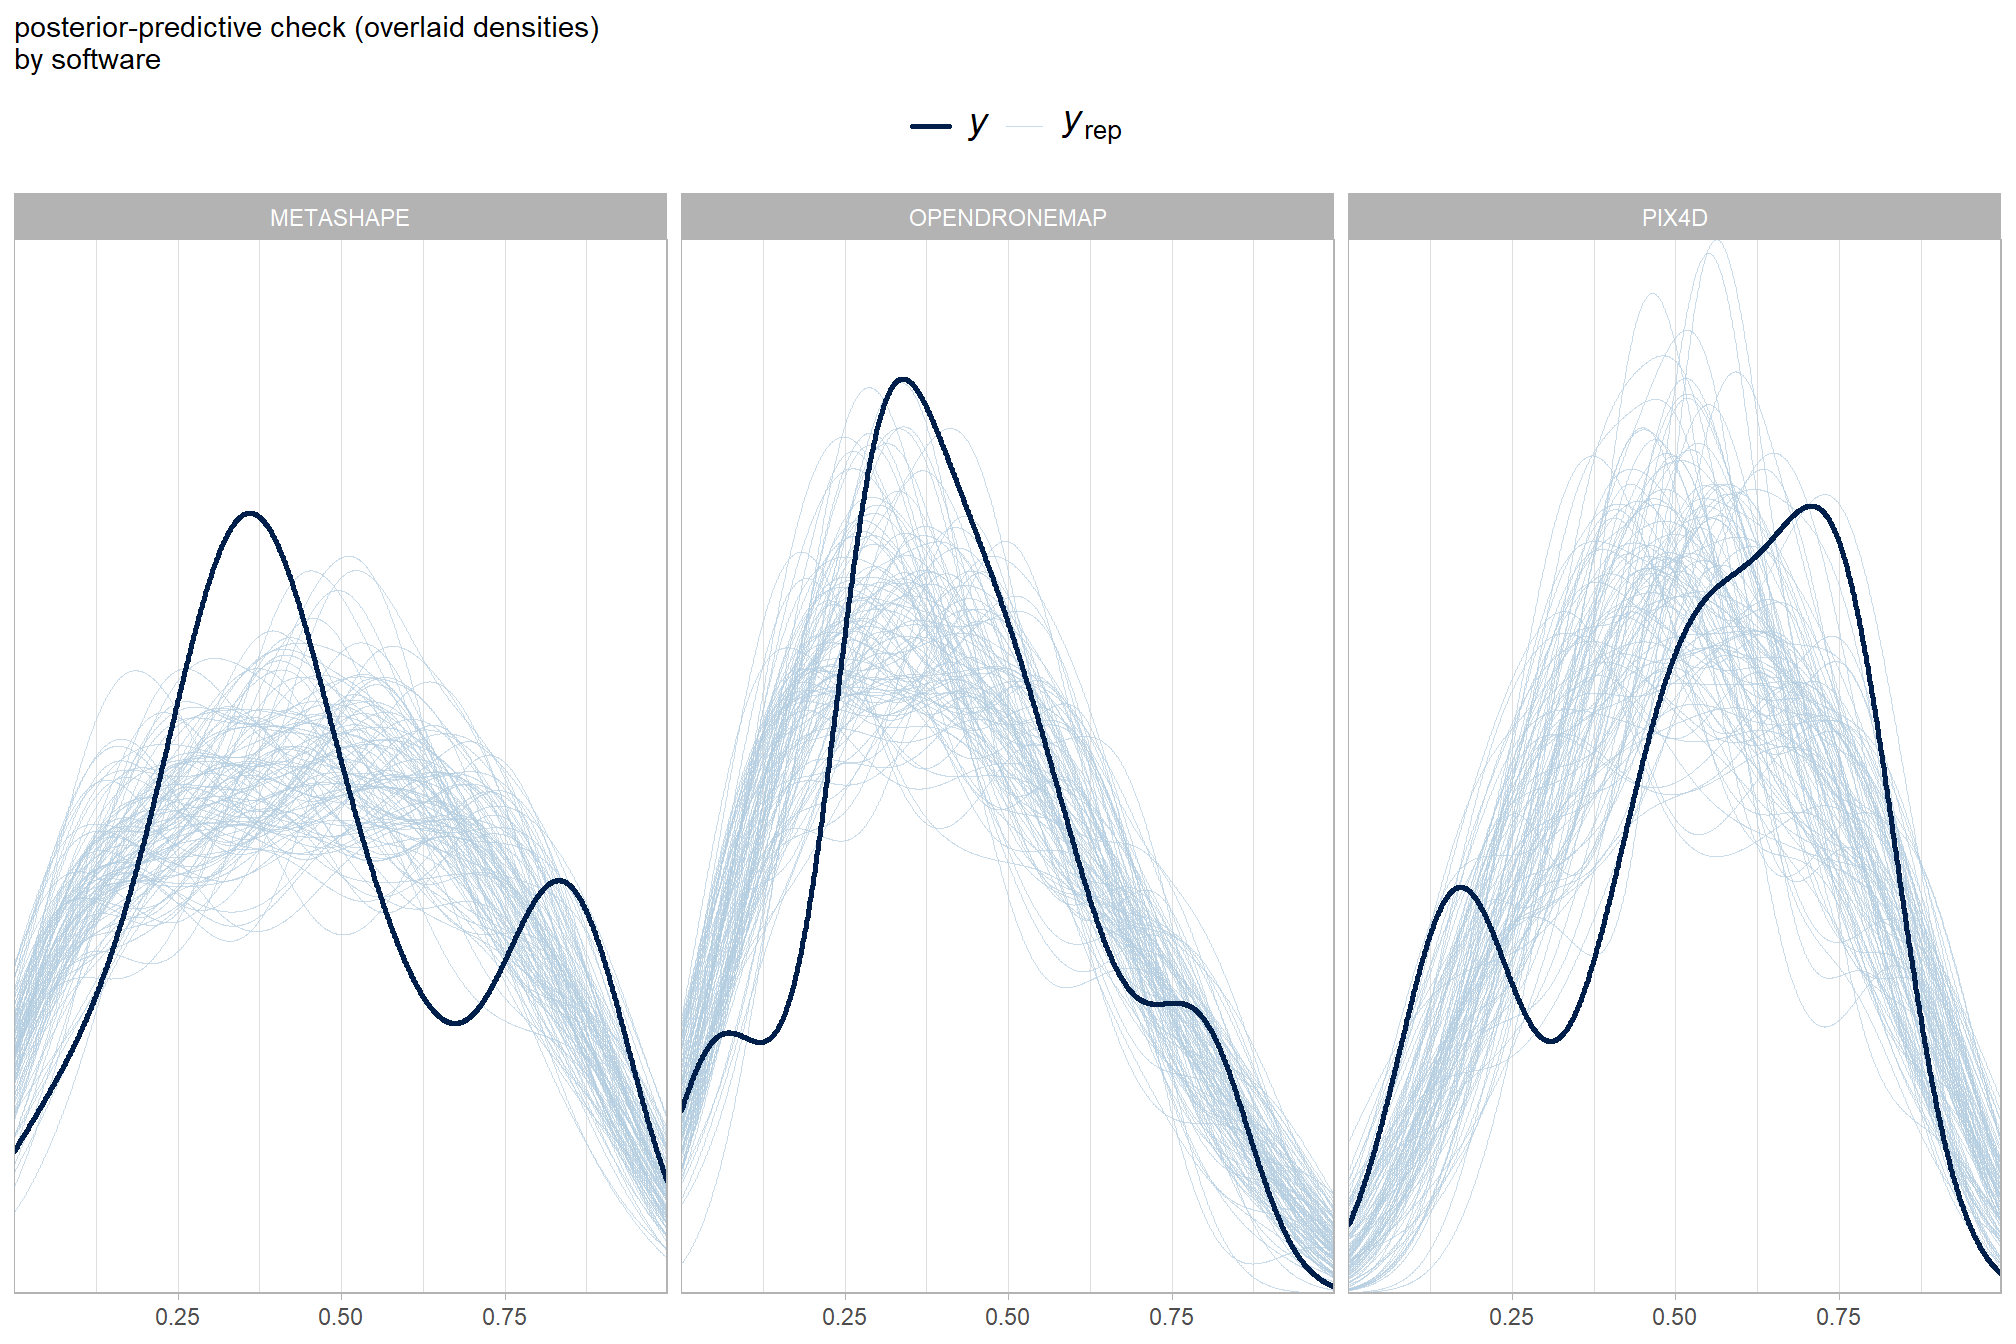 posterior-predictive check (overlaid densities)
by software
y y rep
METASHAPE OPENDRONEMAP PIX4D
0.25 0.50 0.75 0.25 0.50 0.75 0.25 0.50 0.75